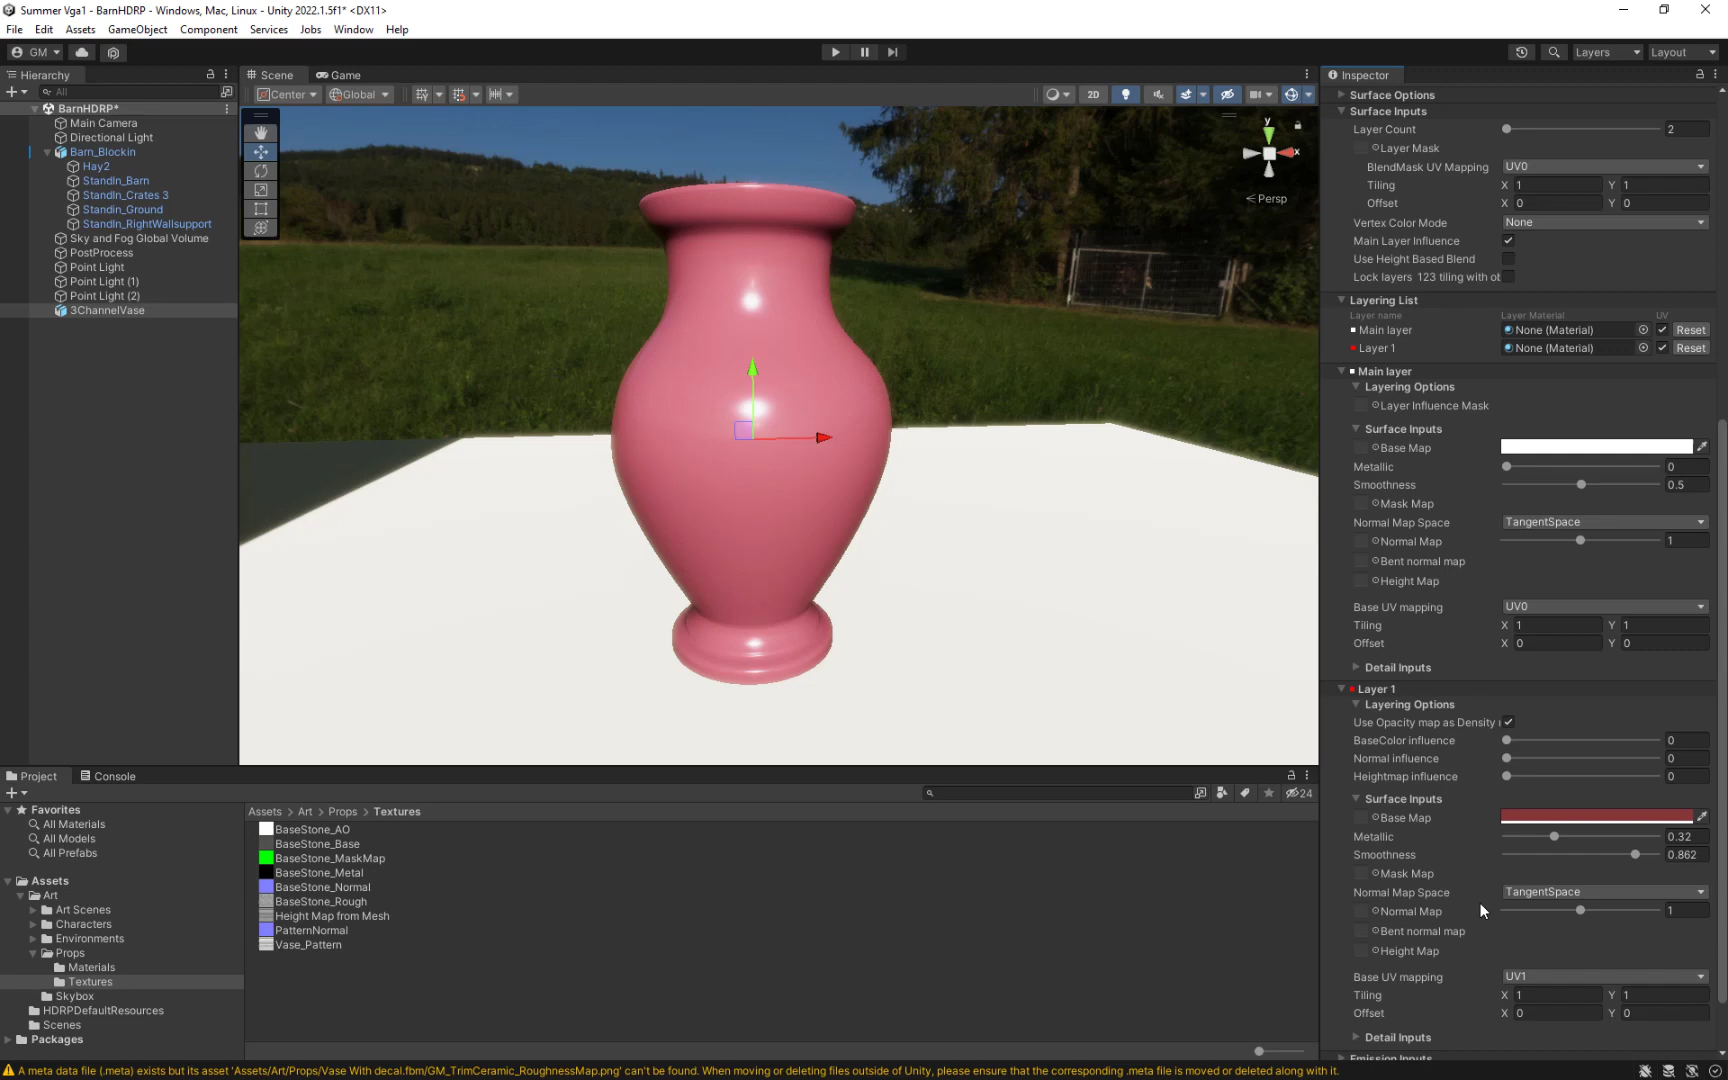 Summer Vga1 - BarnHDRP - Windows, Mac, Linux - Unity 2022.1.5f1* <DX11>
File Edit Assets GameObject Component Services Jobs Window Help
GM Layers Layout
Hierarchy
All
BarnHDRP*
Main Camera
Directional Light
Barn_Blockin
Hay2
StandIn_Barn
StandIn_Crates 3
Standin_Ground
StandIn_RightWallsupport
Sky and Fog Global Volume
PostProcess
Point Light
Point Light (1)
Point Light (2)
3ChannelVase
Scene Game
Center Global 2D
y
x
Persp
Inspector
Surface Options
Surface Inputs
Layer Count 2
Layer Mask
BlendMask UV Mapping UV0
Tiling X 1 Y 1
Offset X 0 Y 0
Vertex Color Mode None
Main Layer Influence
Use Height Based Blend
Lock layers 123 tiling with ot
Layering List
Layer name Layer Material UV
Main layer None (Material) Reset
Layer 1 None (Material) Reset
Main layer
Layering Options
Layer Influence Mask
Surface Inputs
Base Map
Metallic 0
Smoothness 0.5
Mask Map
Normal Map Space TangentSpace
Normal Map 1
Bent normal map
Height Map
Base UV mapping UV0
Tiling X 1 Y 1
Offset X 0 Y 0
Detail Inputs
Layer 1
Layering Options
Use Opacity map as Density
BaseColor influence 0
Normal influence 0
Heightmap influence 0
Surface Inputs
Base Map
Metallic 0.32
Smoothness 0.862
Mask Map
Normal Map Space TangentSpace
Normal Map 1
Bent normal map
Height Map
Base UV mapping UV1
Tiling X 1 Y 1
Offset X 0 Y 0
Detail Inputs
Emission Inputs
Project Console
24
Favorites
All Materials
All Models
All Prefabs
Assets
Art
Art Scenes
Characters
Environments
Props
Materials
Textures
Skybox
HDRPDefaultResources
Scenes
Packages
Assets > Art > Props > Textures
BaseStone_AO
BaseStone_Base
BaseStone_MaskMap
BaseStone_Metal
BaseStone_Normal
BaseStone_Rough
Height Map from Mesh
PatternNormal
Vase_Pattern
A meta data file (.meta) exists but its asset 'Assets/Art/Props/Vase With decal.fbm/GM_TrimCeramic_RoughnessMap.png' can't be found. When moving or deleting files outside of Unity, please ensure that the corresponding .meta file is moved or deleted along with it.